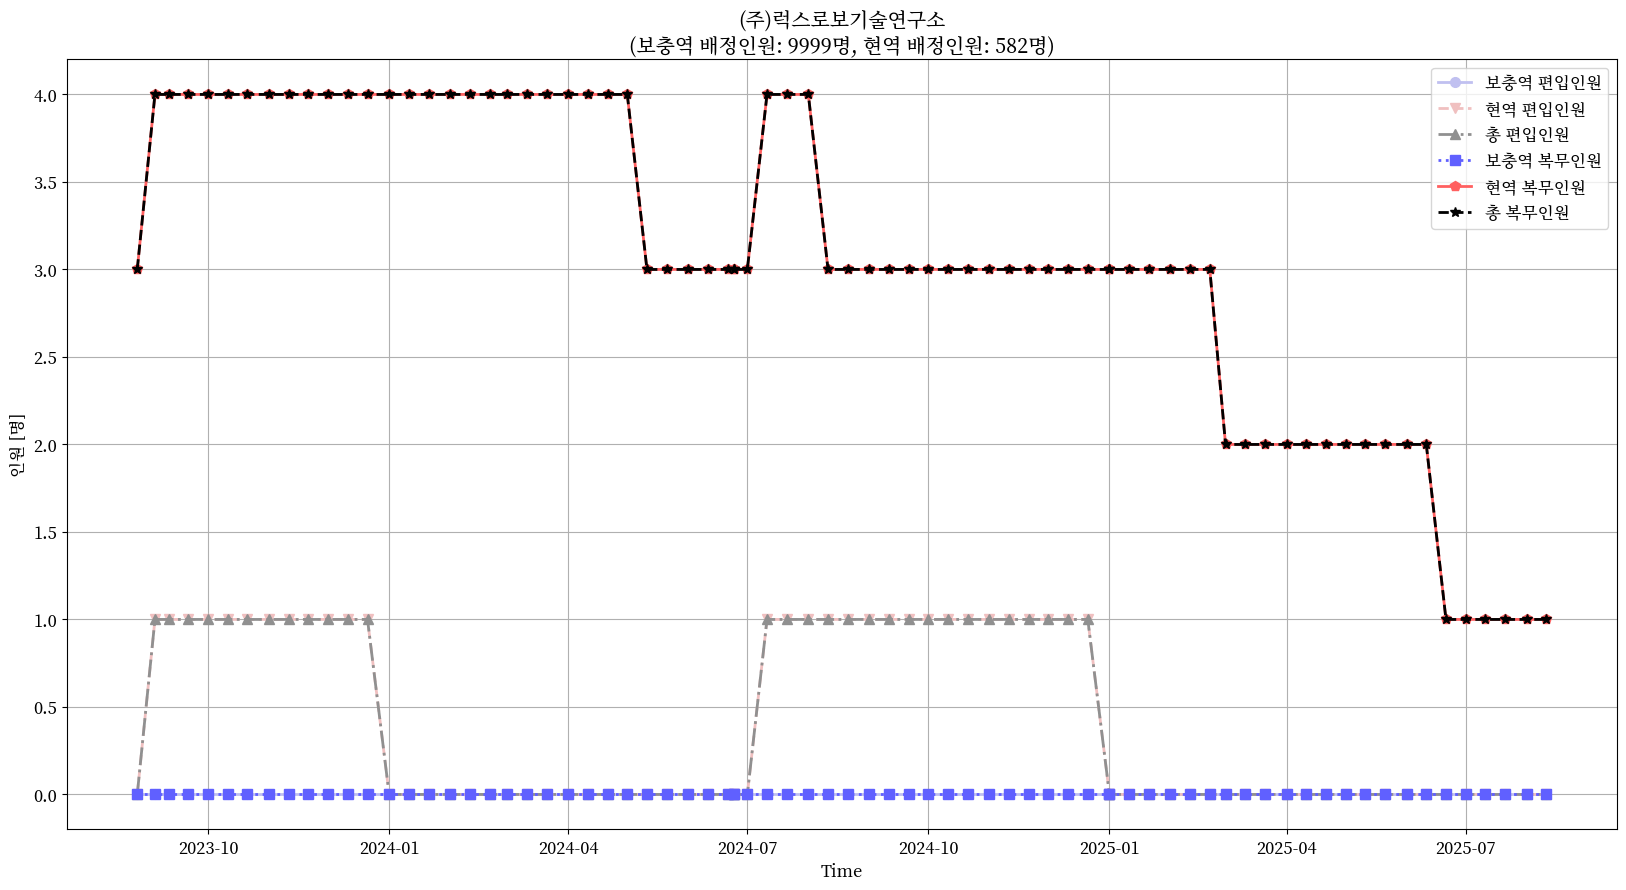 (주)럭스로보기술연구소
(보충역 배정인원: 9999명, 현역 배정인원: 582명)
4.0
3.5
3.0
2.5
2.0
1.5
1.0
0.5
0.0
인원 [명]
보충역 편입인원
현역 편입인원
총 편입인원
보충역 복무인원
현역 복무인원
총 복무인원
2023-10
2024-01
2024-04
2024-07
2024-10
2025-01
2025-04
2025-07
Time